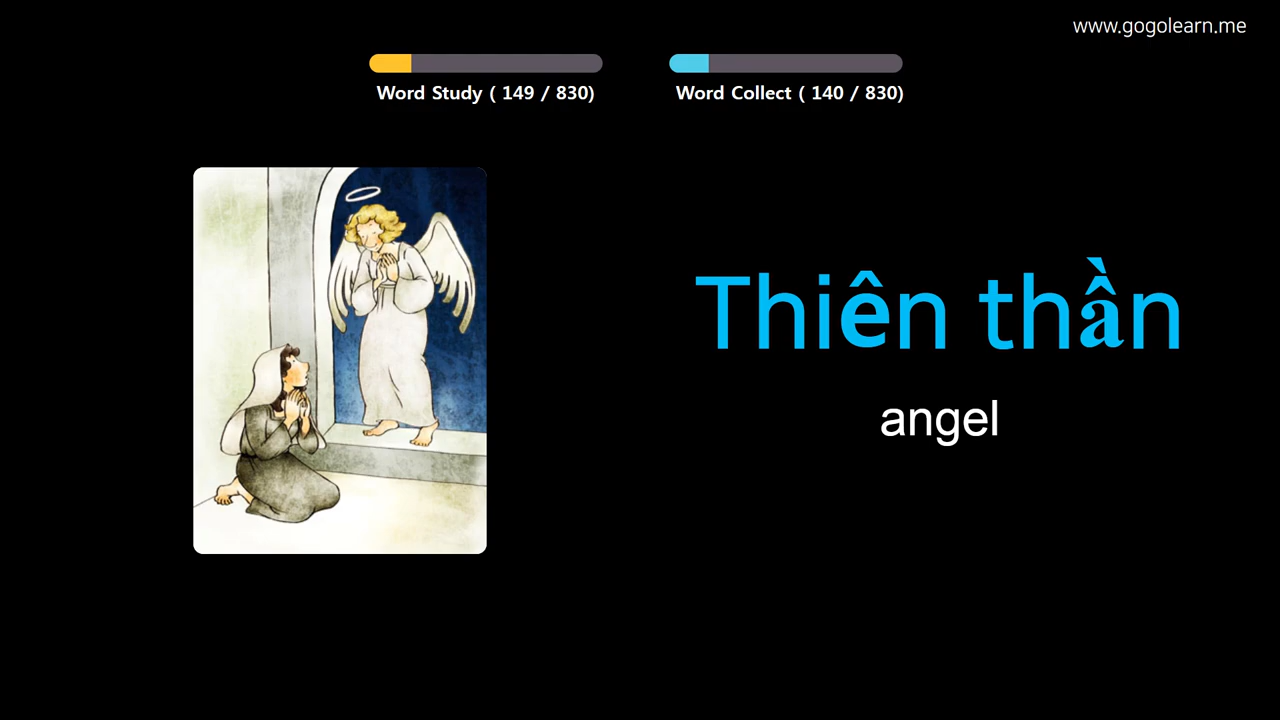 www.gogolearn.me
Word Study ( 149 / 830)
Word Collect ( 140 / 830)
Thiên thần
angel